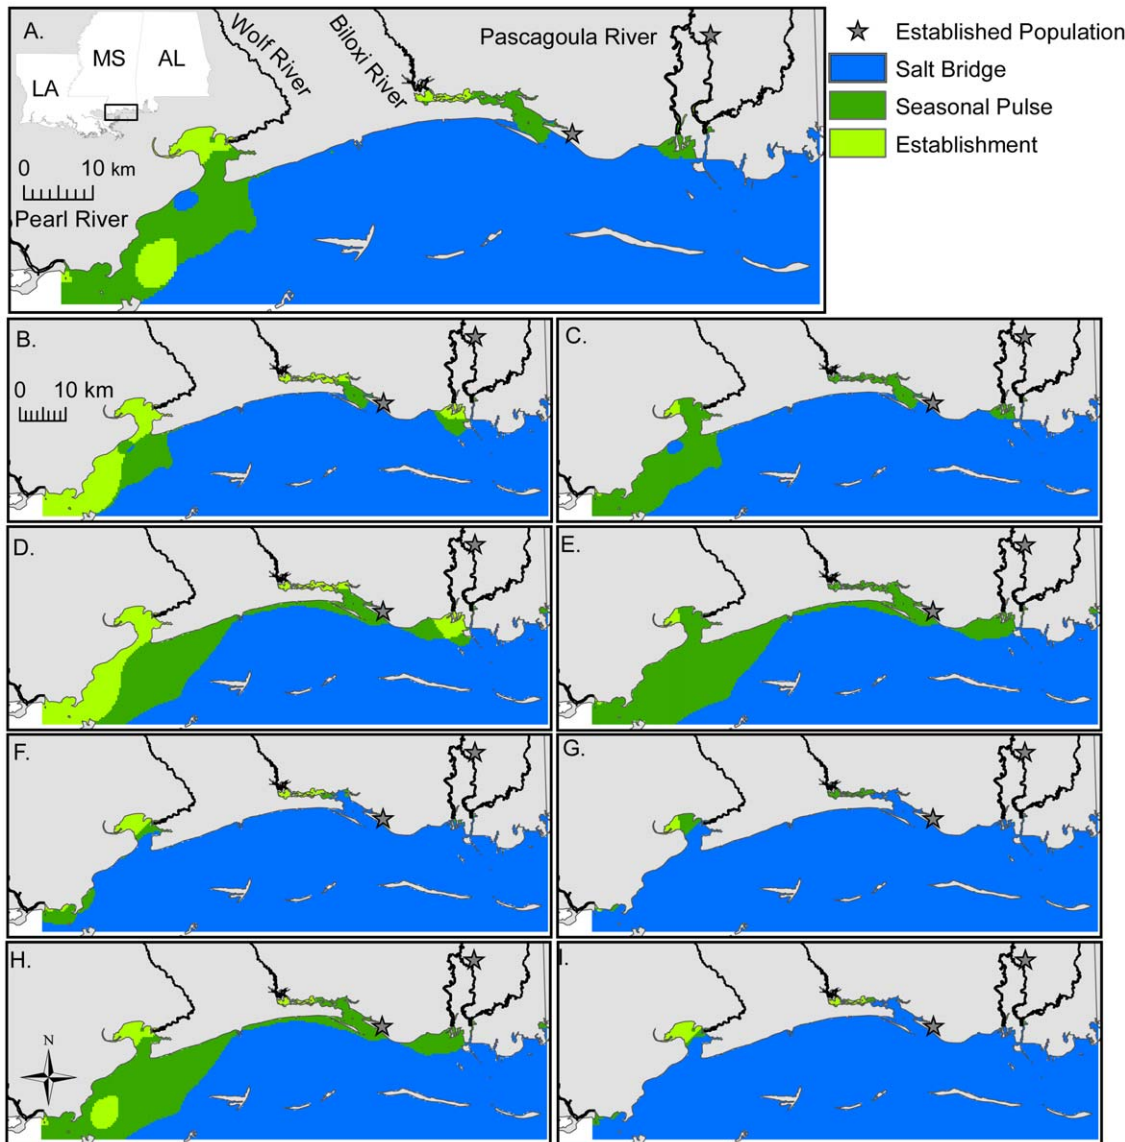 A.
MS
AL
LA
Wolf River
Biloxi River
Pascagoula River
0 10 km
Pearl River
Established Population
Salt Bridge
Seasonal Pulse
Establishment
B.
0 10 km
C.
D.
E.
F.
G.
H.
N
I.